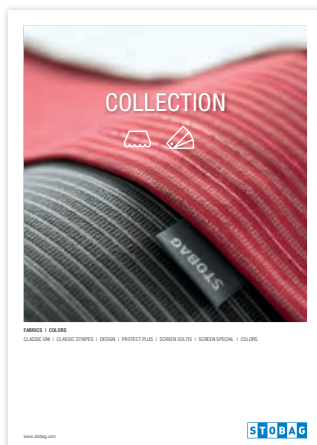 COLLECTION
STOBAG
FABRICS I COLORS
CLASSIC UNI I CLASSIC STRIPES I DESIGN I PROTECT PLUS I SCREEN SOLTIS I SCREEN SPECIAL I COLORS
www.stobag.com
STOBAG